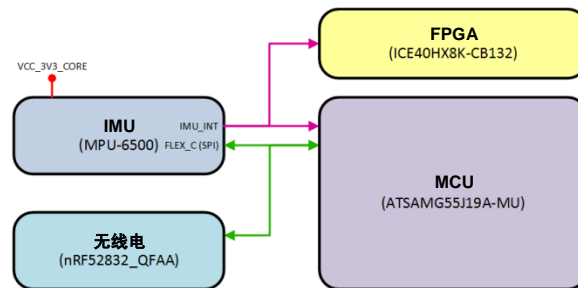 FPGA
(ICE40HX8K-CB132)
VCC_3V3_CORE
IMU
(MPU-6500)
IMU_INT
FLEX_C (SPI)
MCU
(ATSAMG55J19A-MU)
无线电
(nRF52832_QFAA)